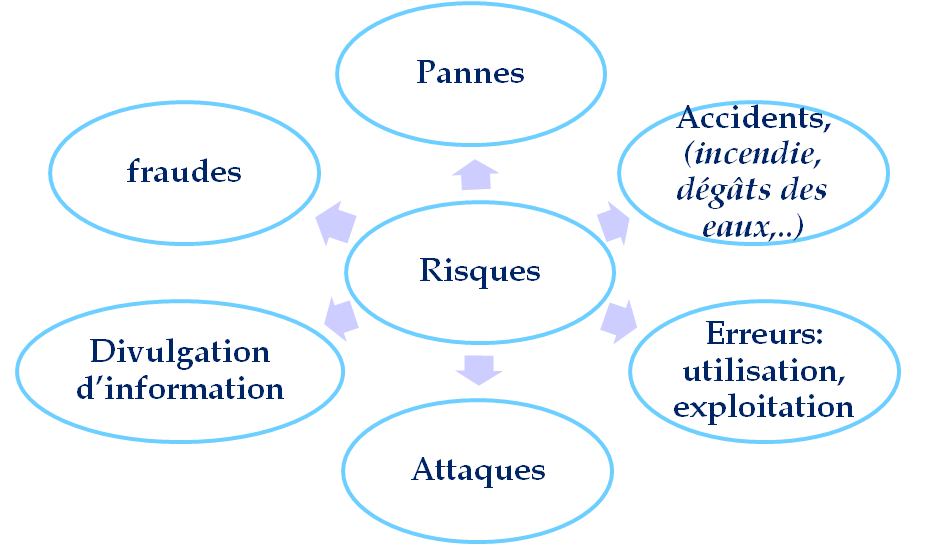 Pannes
Accidents,
(incendie,
dégâts des
eaux,..)
fraudes
Risques
Erreurs:
utilisation,
exploitation
Divulgation
d’information
Attaques